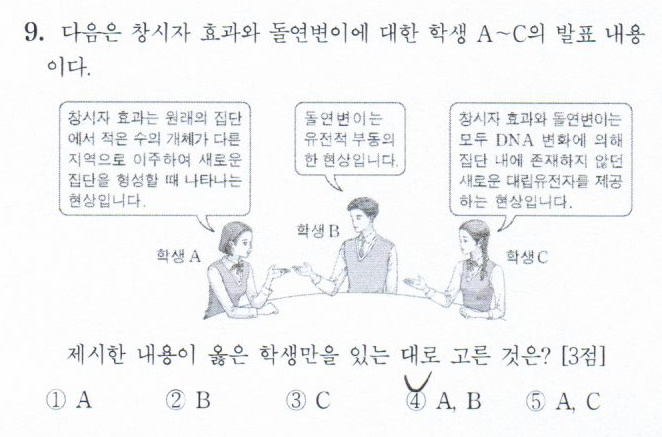 9. 다음은 창시자 효과와 돌연변이에 대한 학생 A~C의 발표 내용
이다.
창시자 효과는 원래의 집단
에서 적은 수의 개체가 다른
지역으로 이주하여 새로운
집단을 형성할 때 나타나는
현상입니다.
돌연변이는
유전적 부동의
한 현상입니다.
창시자 효과와 돌연변이는
모두 DNA 변화에 의해
집단 내에 존재하지 않던
새로운 대립유전자를 제공
하는 현상입니다.
학생 A
학생 B
학생 C
제시한 내용이 옳은 학생만을 있는 대로 고른 것은? [3점]
① A ② B ③ C ④ A, B ⑤ A, C